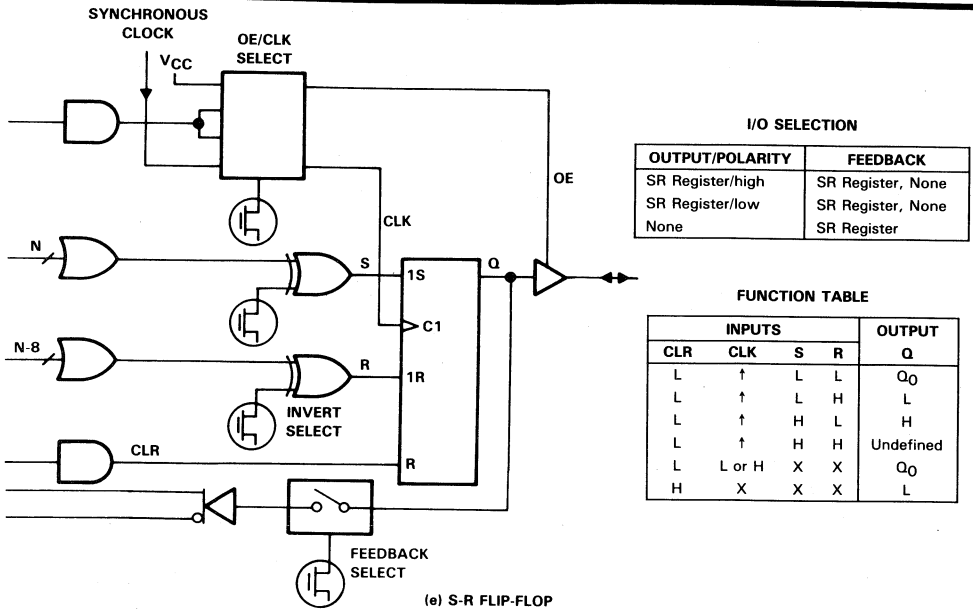 SYNCHRONOUS
CLOCK
OE/CLK
SELECT
VCC
OE
CLK
N
S
1S
Q
C1
N-8
R
1R
INVERT
SELECT
CLR
R
FEEDBACK
SELECT
(e) S-R FLIP-FLOP
I/O SELECTION
OUTPUT/POLARITY FEEDBACK
SR Register/high SR Register, None
SR Register/low SR Register, None
None SR Register
FUNCTION TABLE
INPUTS OUTPUT
CLR CLK S R Q
L ↑ L L Q0
L ↑ L H L
L ↑ H L H
L ↑ H H Undefined
L L or H X X Q0
H X X X L